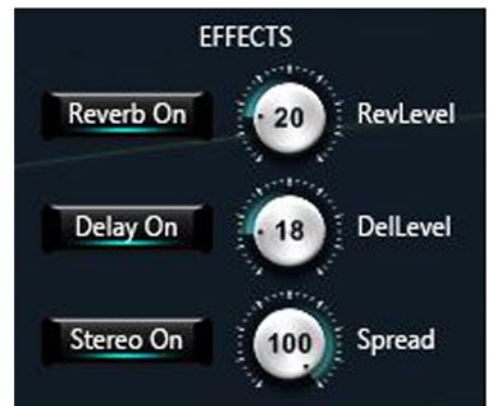 EFFECTS
Reverb On 20 RevLevel
Delay On 18 DelLevel
Stereo On 100 Spread